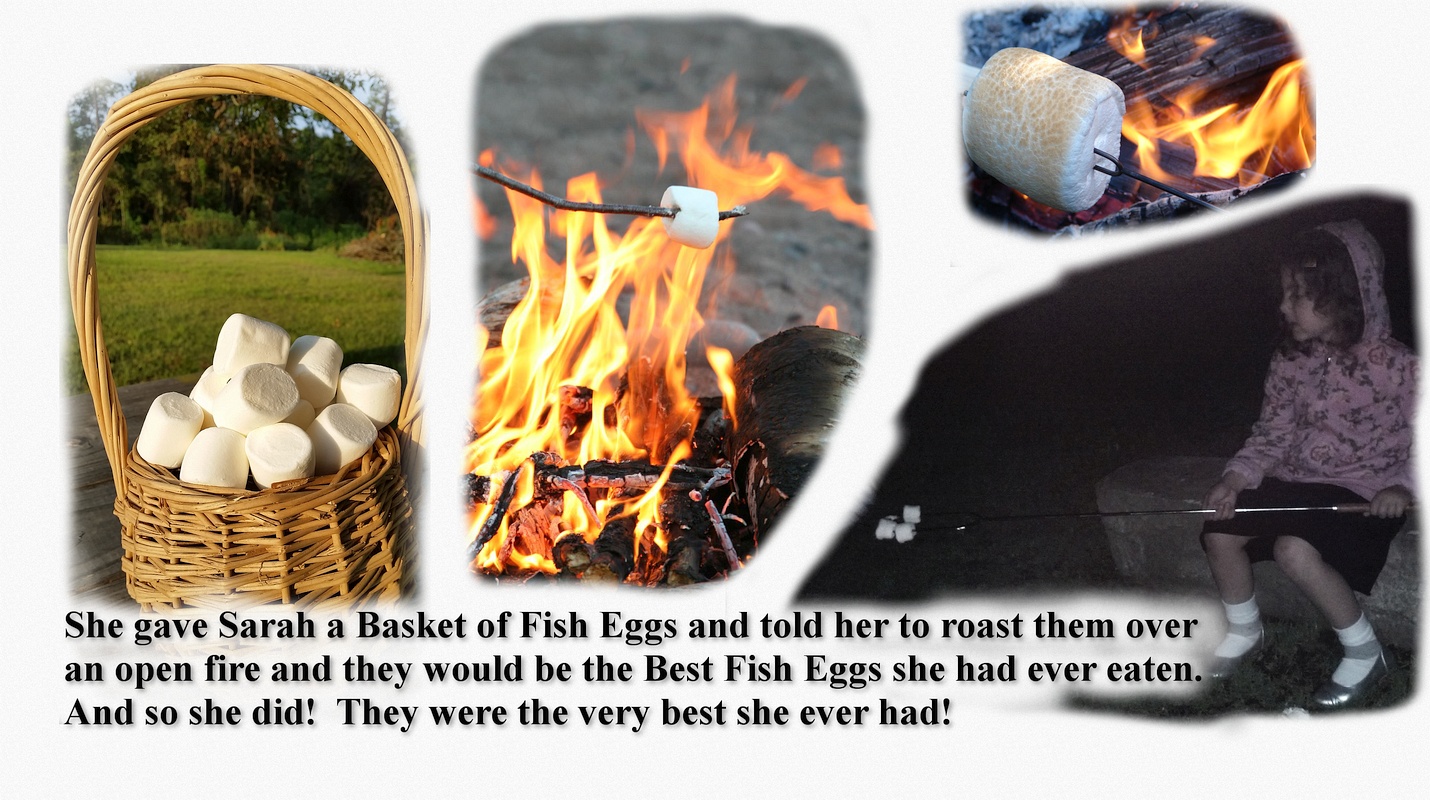 She gave Sarah a Basket of Fish Eggs and told her to roast them over
an open fire and they would be the Best Fish Eggs she had ever eaten.
And so she did!  They were the very best she ever had!